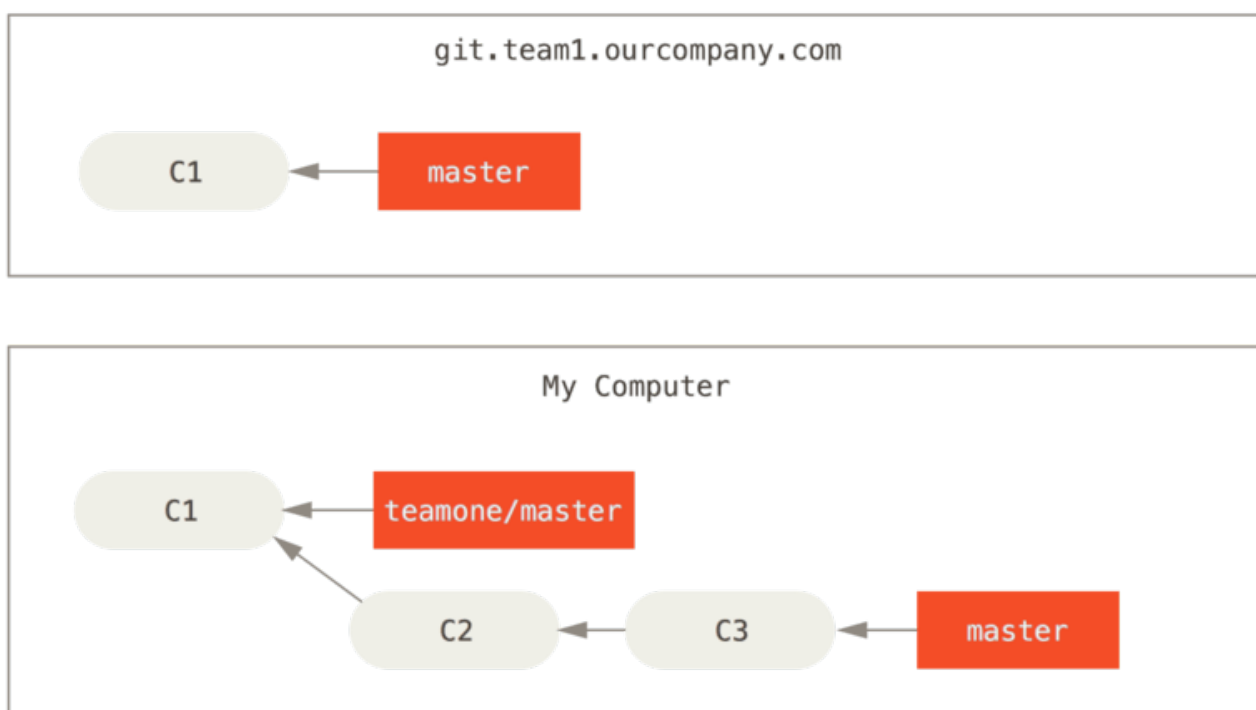 git.team1.ourcompany.com
C1
master
My Computer
C1
teamone/master
C2
C3
master